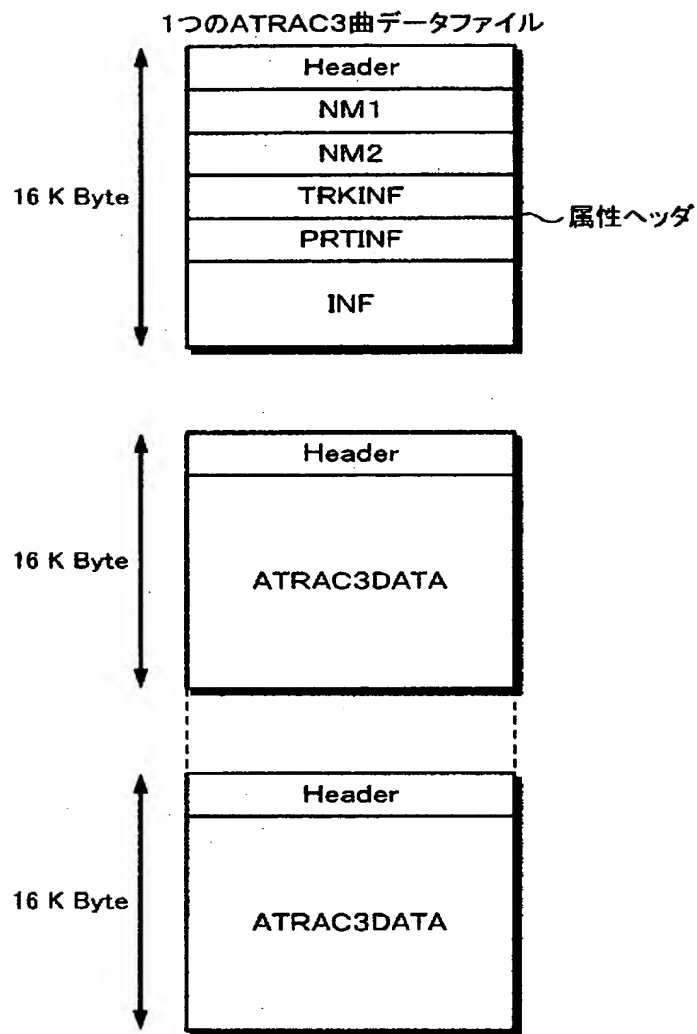 1つのATRAC3曲データファイル
Header
NM1
NM2
16 K Byte
TRKINF
属性ヘッダ
PRTINF
INF
Header
16 K Byte
ATRAC3DATA
Header
16 K Byte
ATRAC3DATA